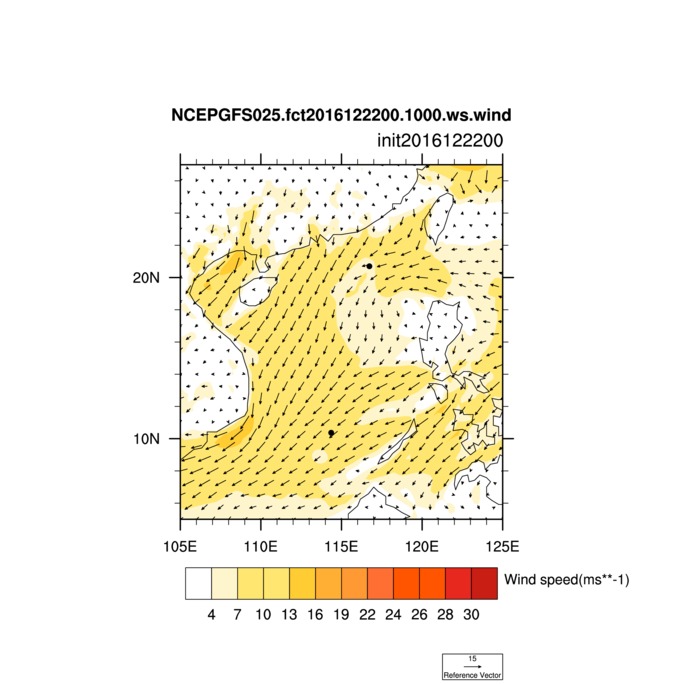 NCEPGFS025.fct2016122200.1000.ws.wind
init2016122200
20N
10N
105E 110E 115E 120E 125E
Wind speed(ms**-1)
4 7 10 13 16 19 22 24 26 28 30
15
Reference Vector